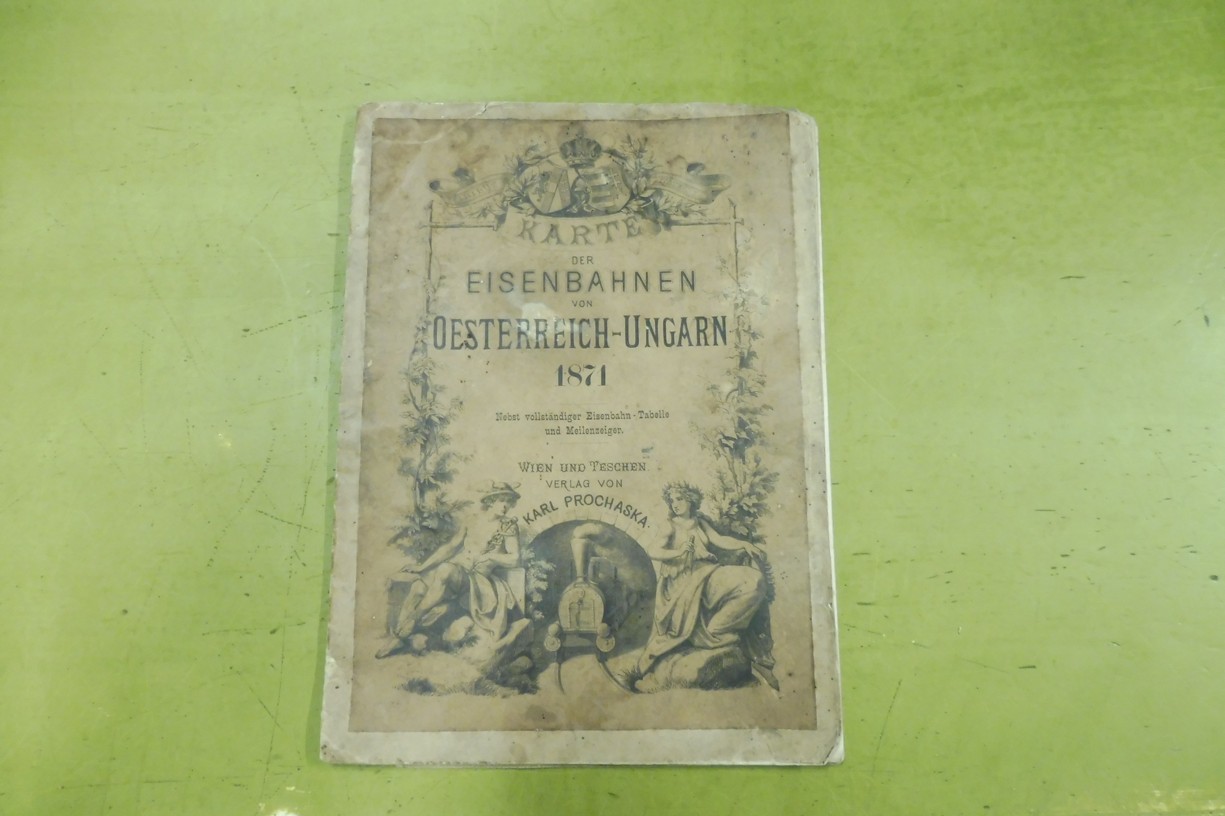 KARTE
DER
EISENBAHNEN
VON
OESTERREICH-UNGARN
1871
Nebst vollständiger Eisenbahn-Tabelle
und Meilenzeiger.
WIEN UND TESCHEN
VERLAG VON
KARL PROCHASKA